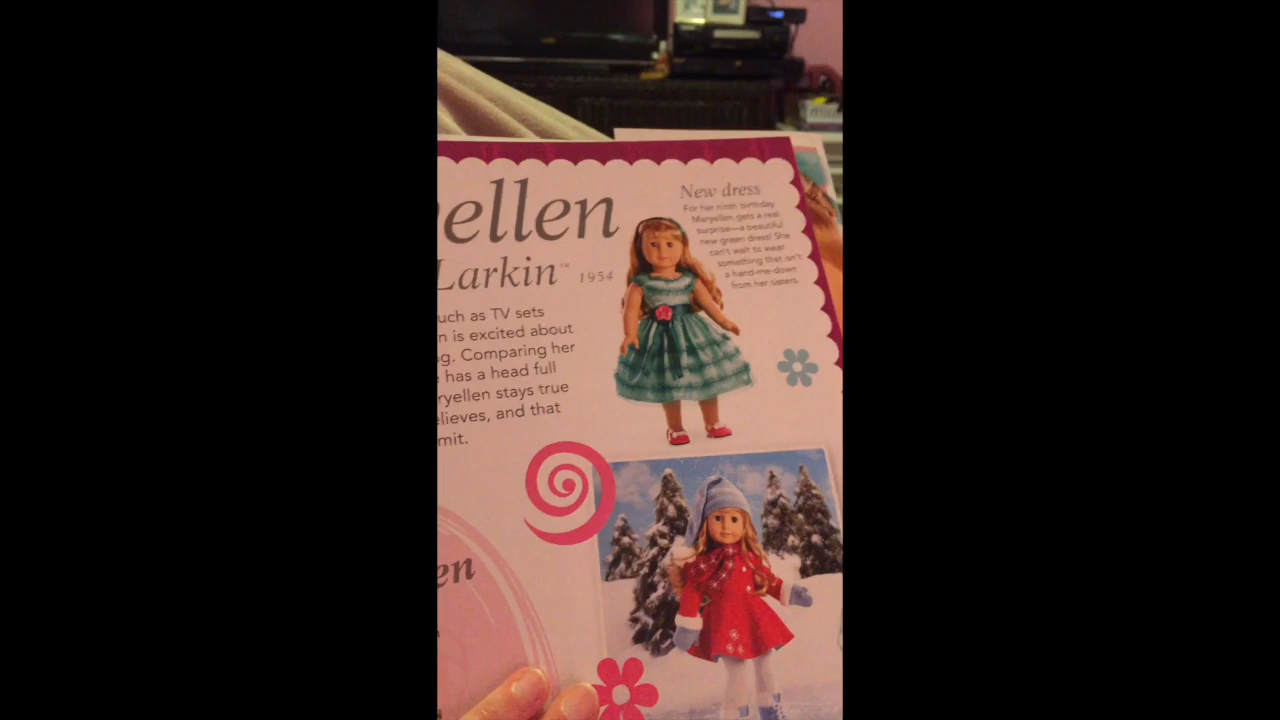 yellen
Larkin™ 1954
uch as TV sets
n is excited about
g. Comparing her
has a head full
ryellen stays true
elieves, and that
mit.
New dress
For her ninth birthday
Maryellen gets a real
surprise—a beautiful
new green dress! She
can't wait to wear
something that isn't
a hand-me-down
from her sisters.
en